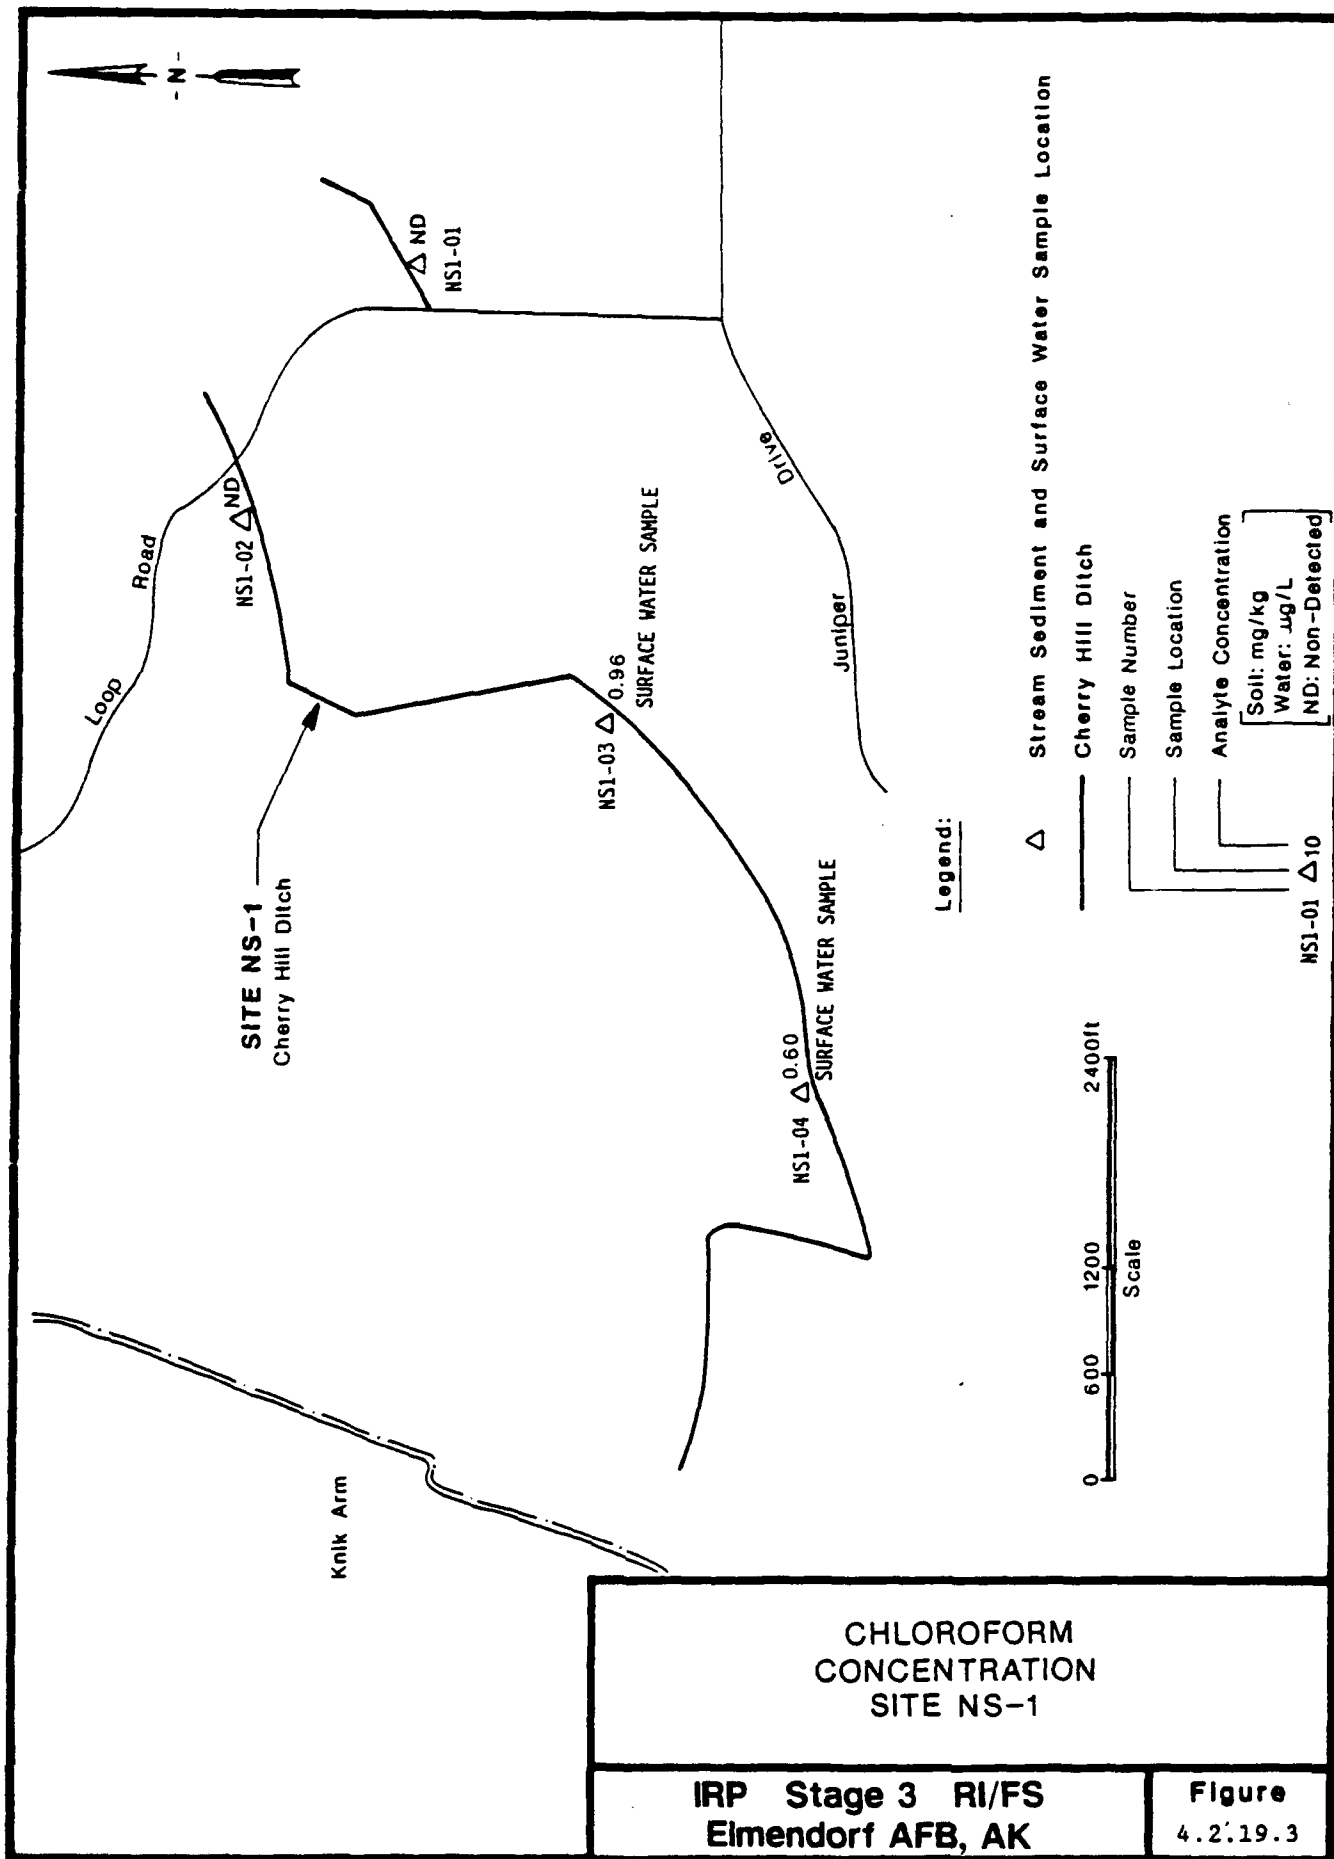 -N-
Loop Road
ND
NS1-01
NS1-02 ND
SITE NS-1
Cherry Hill Ditch
NS1-03 0.96
SURFACE WATER SAMPLE
NS1-04 0.60
SURFACE WATER SAMPLE
Juniper Drive
Knik Arm
Legend:
Stream Sediment and Surface Water Sample Location
Cherry Hill Ditch
Sample Number
Sample Location
Analyte Concentration
Soil: mg/kg
Water: µg/L
ND: Non-Detected
NS1-01 10
0 600 1200 2400ft
Scale
CHLOROFORM
CONCENTRATION
SITE NS-1
IRP Stage 3 RI/FS
Elmendorf AFB, AK
Figure
4.2.19.3